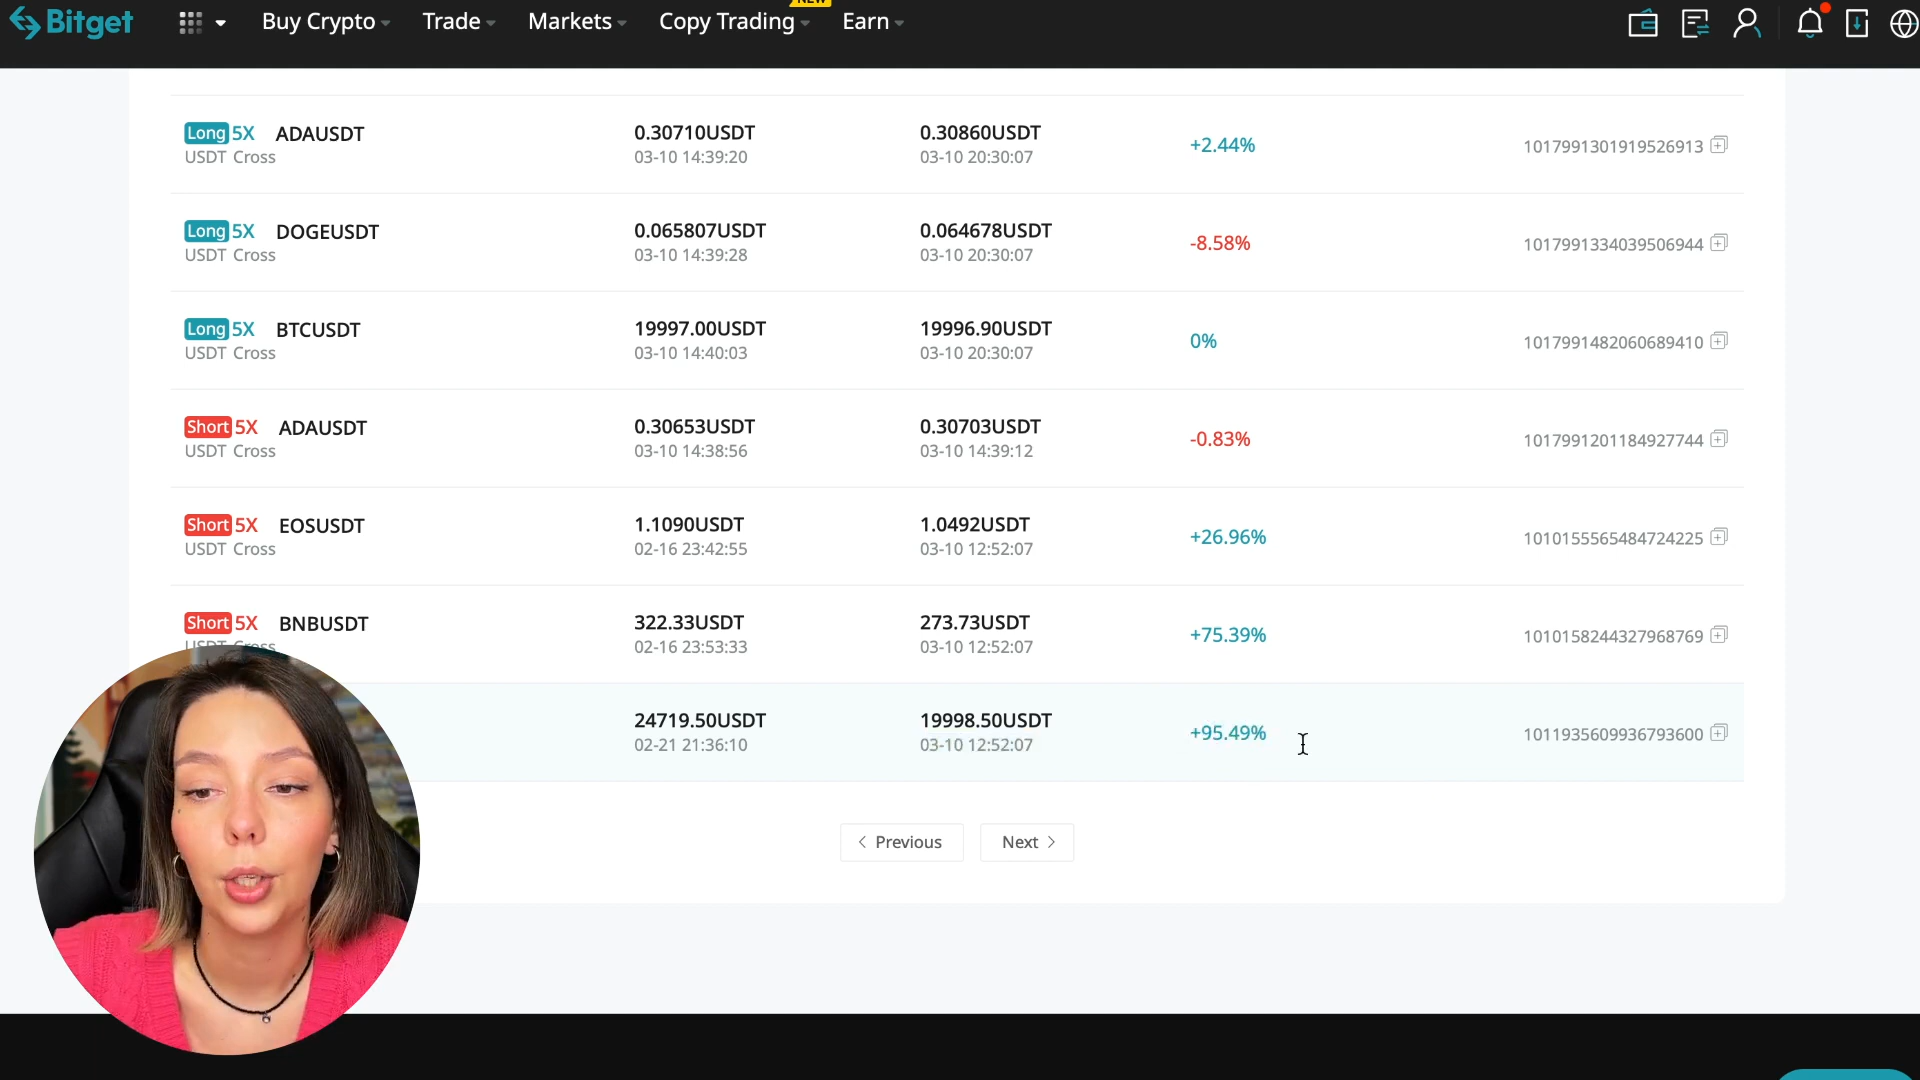 Bitget Buy Crypto Trade Markets Copy Trading NEW Earn
Long 5X ADAUSDT 0.30710USDT 0.30860USDT +2.44% 1017991301919526913
USDT Cross 03-10 14:39:20 03-10 20:30:07
Long 5X DOGEUSDT 0.065807USDT 0.064678USDT -8.58% 1017991334039506944
USDT Cross 03-10 14:39:28 03-10 20:30:07
Long 5X BTCUSDT 19997.00USDT 19996.90USDT 0% 1017991482060689410
USDT Cross 03-10 14:40:03 03-10 20:30:07
Short 5X ADAUSDT 0.30653USDT 0.30703USDT -0.83% 1017991201184927744
USDT Cross 03-10 14:38:56 03-10 14:39:12
Short 5X EOSUSDT 1.1090USDT 1.0492USDT +26.96% 1010155565484724225
USDT Cross 02-16 23:42:55 03-10 12:52:07
Short 5X BNBUSDT 322.33USDT 273.73USDT +75.39% 1010158244327968769
USDT Cross 02-16 23:53:33 03-10 12:52:07
24719.50USDT 19998.50USDT +95.49% 1011935609936793600
02-21 21:36:10 03-10 12:52:07
Previous Next